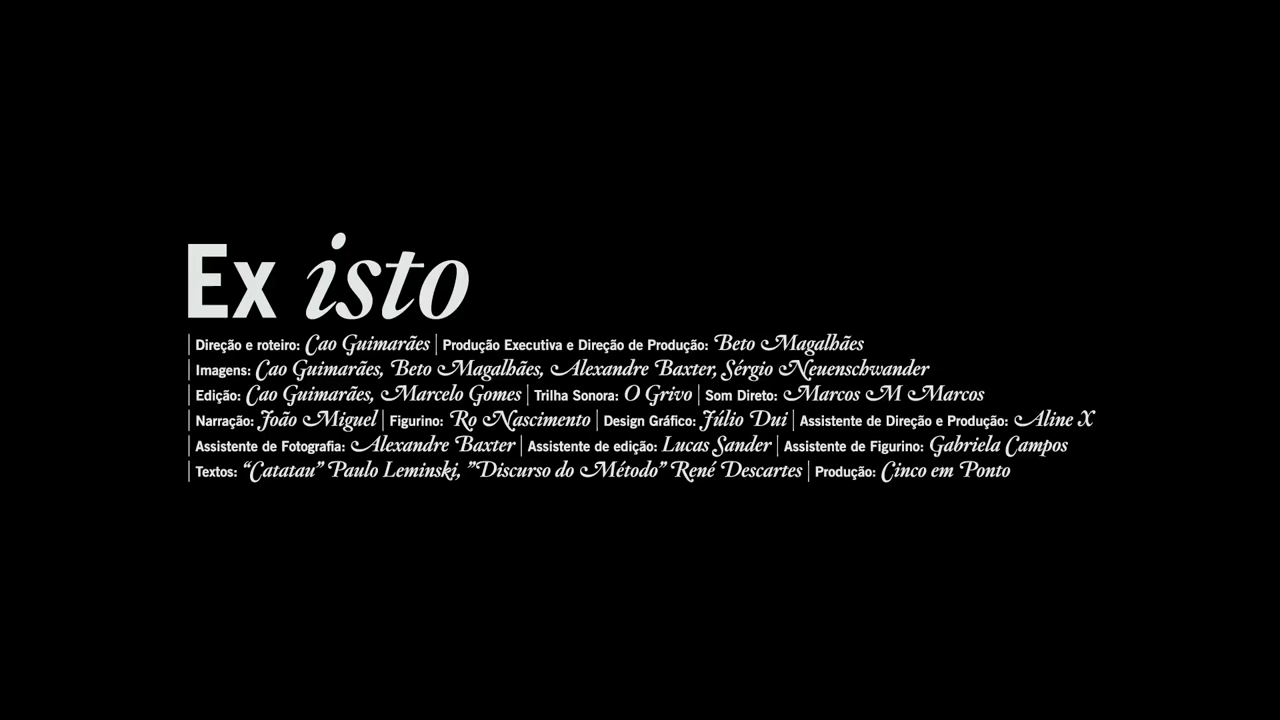 Ex isto
| Direção e roteiro: Cao Guimarães | Produção Executiva e Direção de Produção: Beto Magalhães
| Imagens: Cao Guimarães, Beto Magalhães, Alexandre Baxter, Sérgio Neuenschwander
| Edição: Cao Guimarães, Marcelo Gomes | Trilha Sonora: O Grivo | Som Direto: Marcos M Marcos
| Narração: João Miguel | Figurino: Ro Nascimento | Design Gráfico: Júlio Dui | Assistente de Direção e Produção: Aline X
| Assistente de Fotografia: Alexandre Baxter | Assistente de edição: Lucas Sander | Assistente de Figurino: Gabriela Campos
| Textos: “Catatau” Paulo Leminski, ”Discurso do Método” René Descartes | Produção: Cinco em Ponto